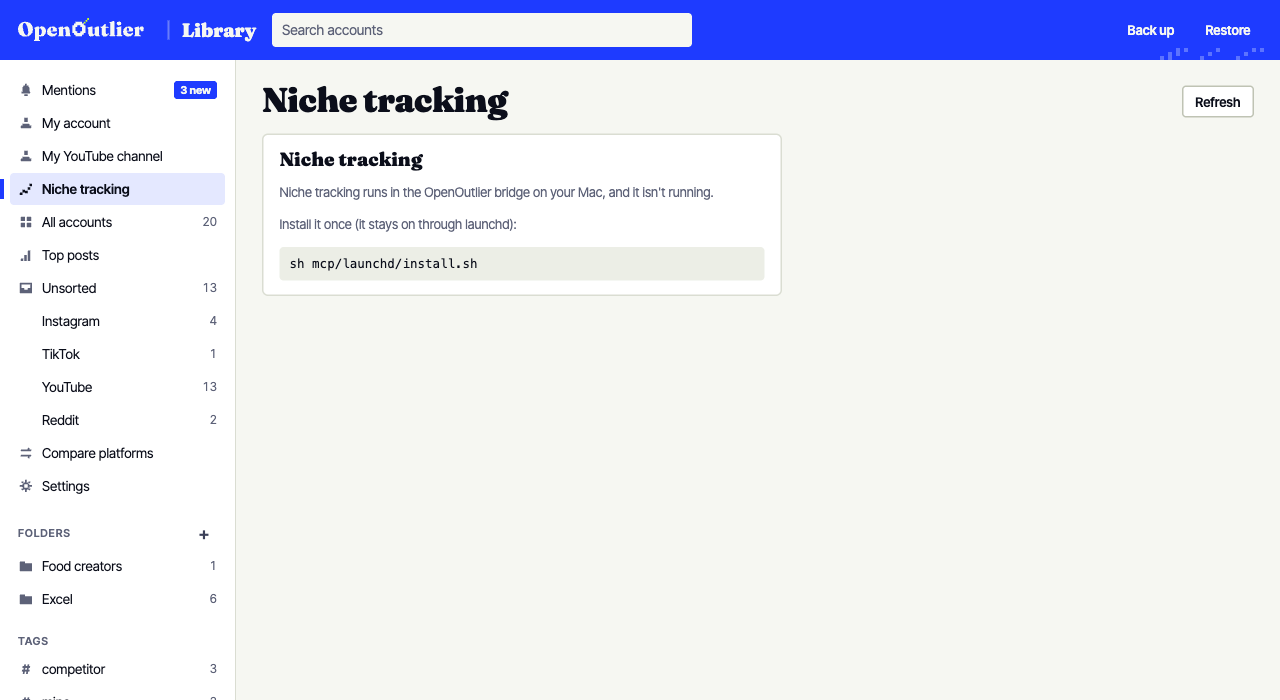 OpenOutlier
Library
Search accounts
Back up
Restore
Mentions
3 new
My account
My YouTube channel
Niche tracking
All accounts
20
Top posts
Unsorted
13
Instagram
4
TikTok
1
YouTube
13
Reddit
2
Compare platforms
Settings
FOLDERS
+
Food creators
1
Excel
6
TAGS
# competitor
3
Niche tracking
Refresh
Niche tracking
Niche tracking runs in the OpenOutlier bridge on your Mac, and it isn't running.
Install it once (it stays on through launchd):
sh mcp/launchd/install.sh